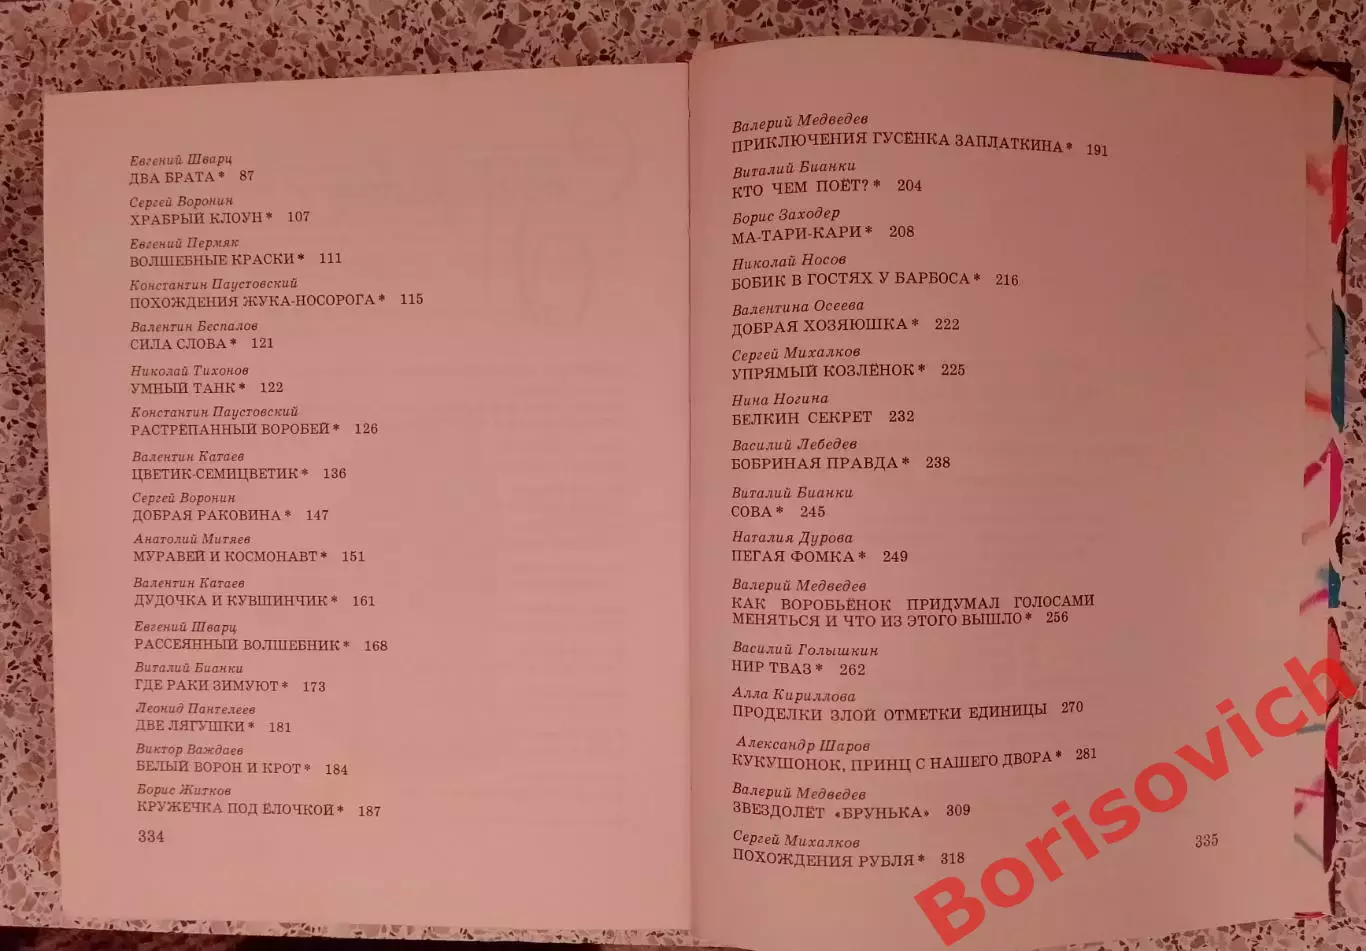 Евгений Шварц
ДВА БРАТА* 87
Сергей Воронин
ХРАБРЫЙ КЛОУН* 107
Евгений Пермяк
ВОЛШЕБНЫЕ КРАСКИ* 111
Константин Паустовский
ПОХОЖДЕНИЯ ЖУКА-НОСОРОГА* 115
Валентин Беспалов
СИЛА СЛОВА* 121
Николай Тихонов
УМНЫЙ ТАНК* 122
Константин Паустовский
РАСТРЁПАННЫЙ ВОРОБЕЙ* 126
Валентин Катаев
ЦВЕТИК-СЕМИЦВЕТИК* 136
Сергей Воронин
ДОБРАЯ РАКОВИНА* 147
Анатолий Митяев
МУРАВЕЙ И КОСМОНАВТ* 151
Валентин Катаев
ДУДОЧКА И КУВШИНЧИК* 161
Евгений Шварц
РАССЕЯННЫЙ ВОЛШЕБНИК* 168
Виталий Бианки
ГДЕ РАКИ ЗИМУЮТ* 173
Леонид Пантелеев
ДВЕ ЛЯГУШКИ* 181
Виктор Важдаев
БЕЛЫЙ ВОРОН И КРОТ* 184
Борис Житков
КРУЖЕЧКА ПОД ЁЛОЧКОЙ* 187
334
Валерий Медведев
ПРИКЛЮЧЕНИЯ ГУСЁНКА ЗАПЛАТКИНА* 191
Виталий Бианки
КТО ЧЕМ ПОЁТ?* 204
Борис Заходер
МА-ТАРИ-КАРИ* 208
Николай Носов
БОБИК В ГОСТЯХ У БАРБОСА* 216
Валентина Осеева
ДОБРАЯ ХОЗЯЮШКА* 222
Сергей Михалков
УПРЯМЫЙ КОЗЛЁНОК* 225
Нина Ногина
БЕЛКИН СЕКРЕТ 232
Василий Лебедев
БОБРИНАЯ ПРАВДА* 238
Виталий Бианки
СОВА* 245
Наталия Дурова
ПЕГАЯ ФОМКА* 249
Валерий Медведев
КАК ВОРОБЬЁНОК ПРИДУМАЛ ГОЛОСАМИ
МЕНЯТЬСЯ И ЧТО ИЗ ЭТОГО ВЫШЛО* 256
Василий Голышкин
НИР ТВАЗ* 262
Алла Кириллова
ПРОДЕЛКИ ЗЛОЙ ОТМЕТКИ ЕДИНИЦЫ 270
Александр Шаров
КУКУШОНОК, ПРИНЦ С НАШЕГО ДВОРА* 281
Валерий Медведев
ЗВЕЗДОЛЁТ «БРУНЬКА» 309
Сергей Михалков
ПОХОЖДЕНИЯ РУБЛЯ* 318
335
Borisovich